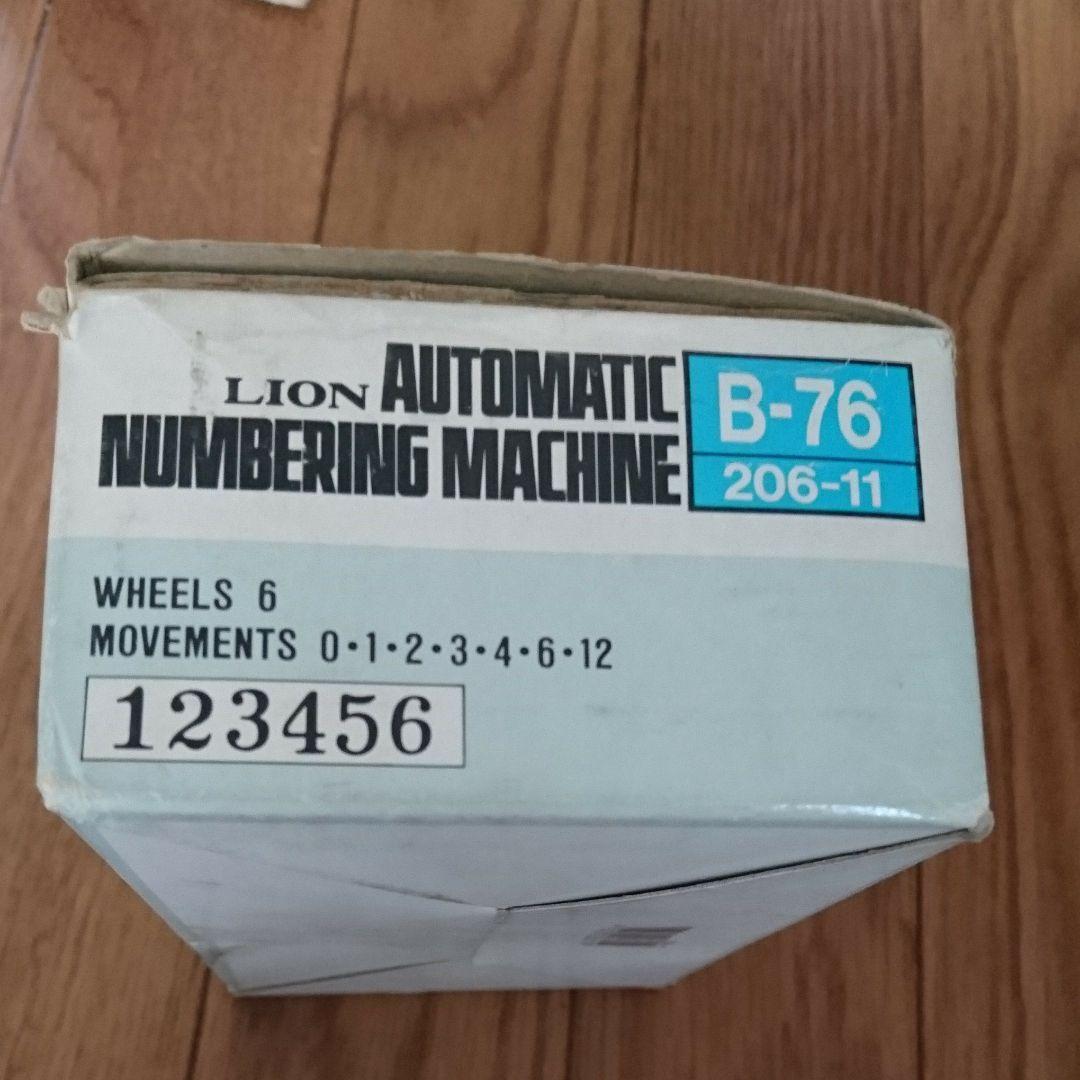 LION AUTOMATIC
NUMBERING MACHINE
B-76
206-11
WHEELS 6
MOVEMENTS 0・1・2・3・4・6・12
123456